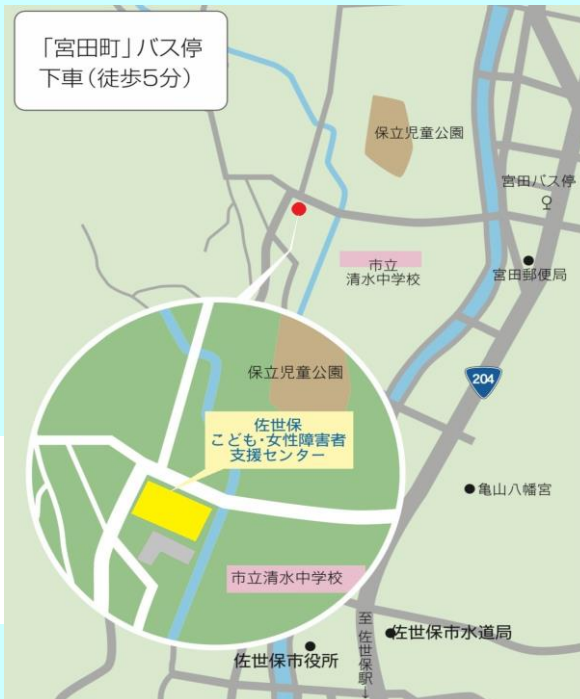 「宮田町」バス停
下車(徒歩5分)
保立児童公園
宮田バス停
市立
清水中学校
宮田郵便局
保立児童公園
204
佐世保
こども・女性障害者
支援センター
亀山八幡宮
市立清水中学校
至 佐世保駅→
佐世保市水道局
佐世保市役所